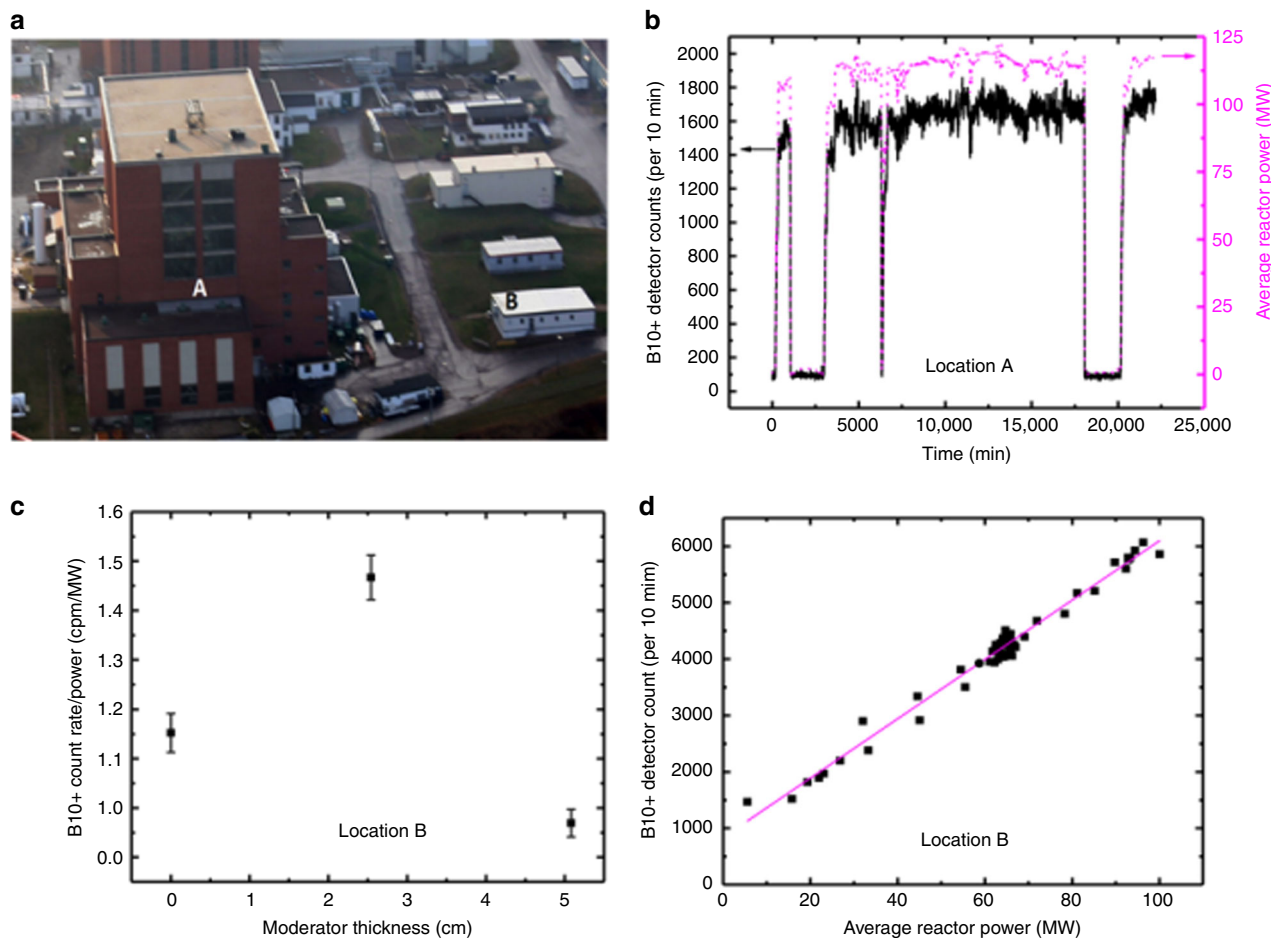 a
A
B
b
B10+ detector counts (per 10 min)
2000
1800
1600
1400
1200
1000
800
600
400
200
0
125
100
75
50
25
0
Average reactor power (MW)
Location A
0 5000 10,000 15,000 20,000 25,000
Time (min)
c
B10+ count rate/power (cpm/MW)
1.6
1.5
1.4
1.3
1.2
1.1
1.0
0.0
Location B
0 1 2 3 4 5
Moderator thickness (cm)
d
B10+ detector count (per 10 mim)
6000
5000
4000
3000
2000
1000
0
Location B
0 20 40 60 80 100
Average reactor power (MW)